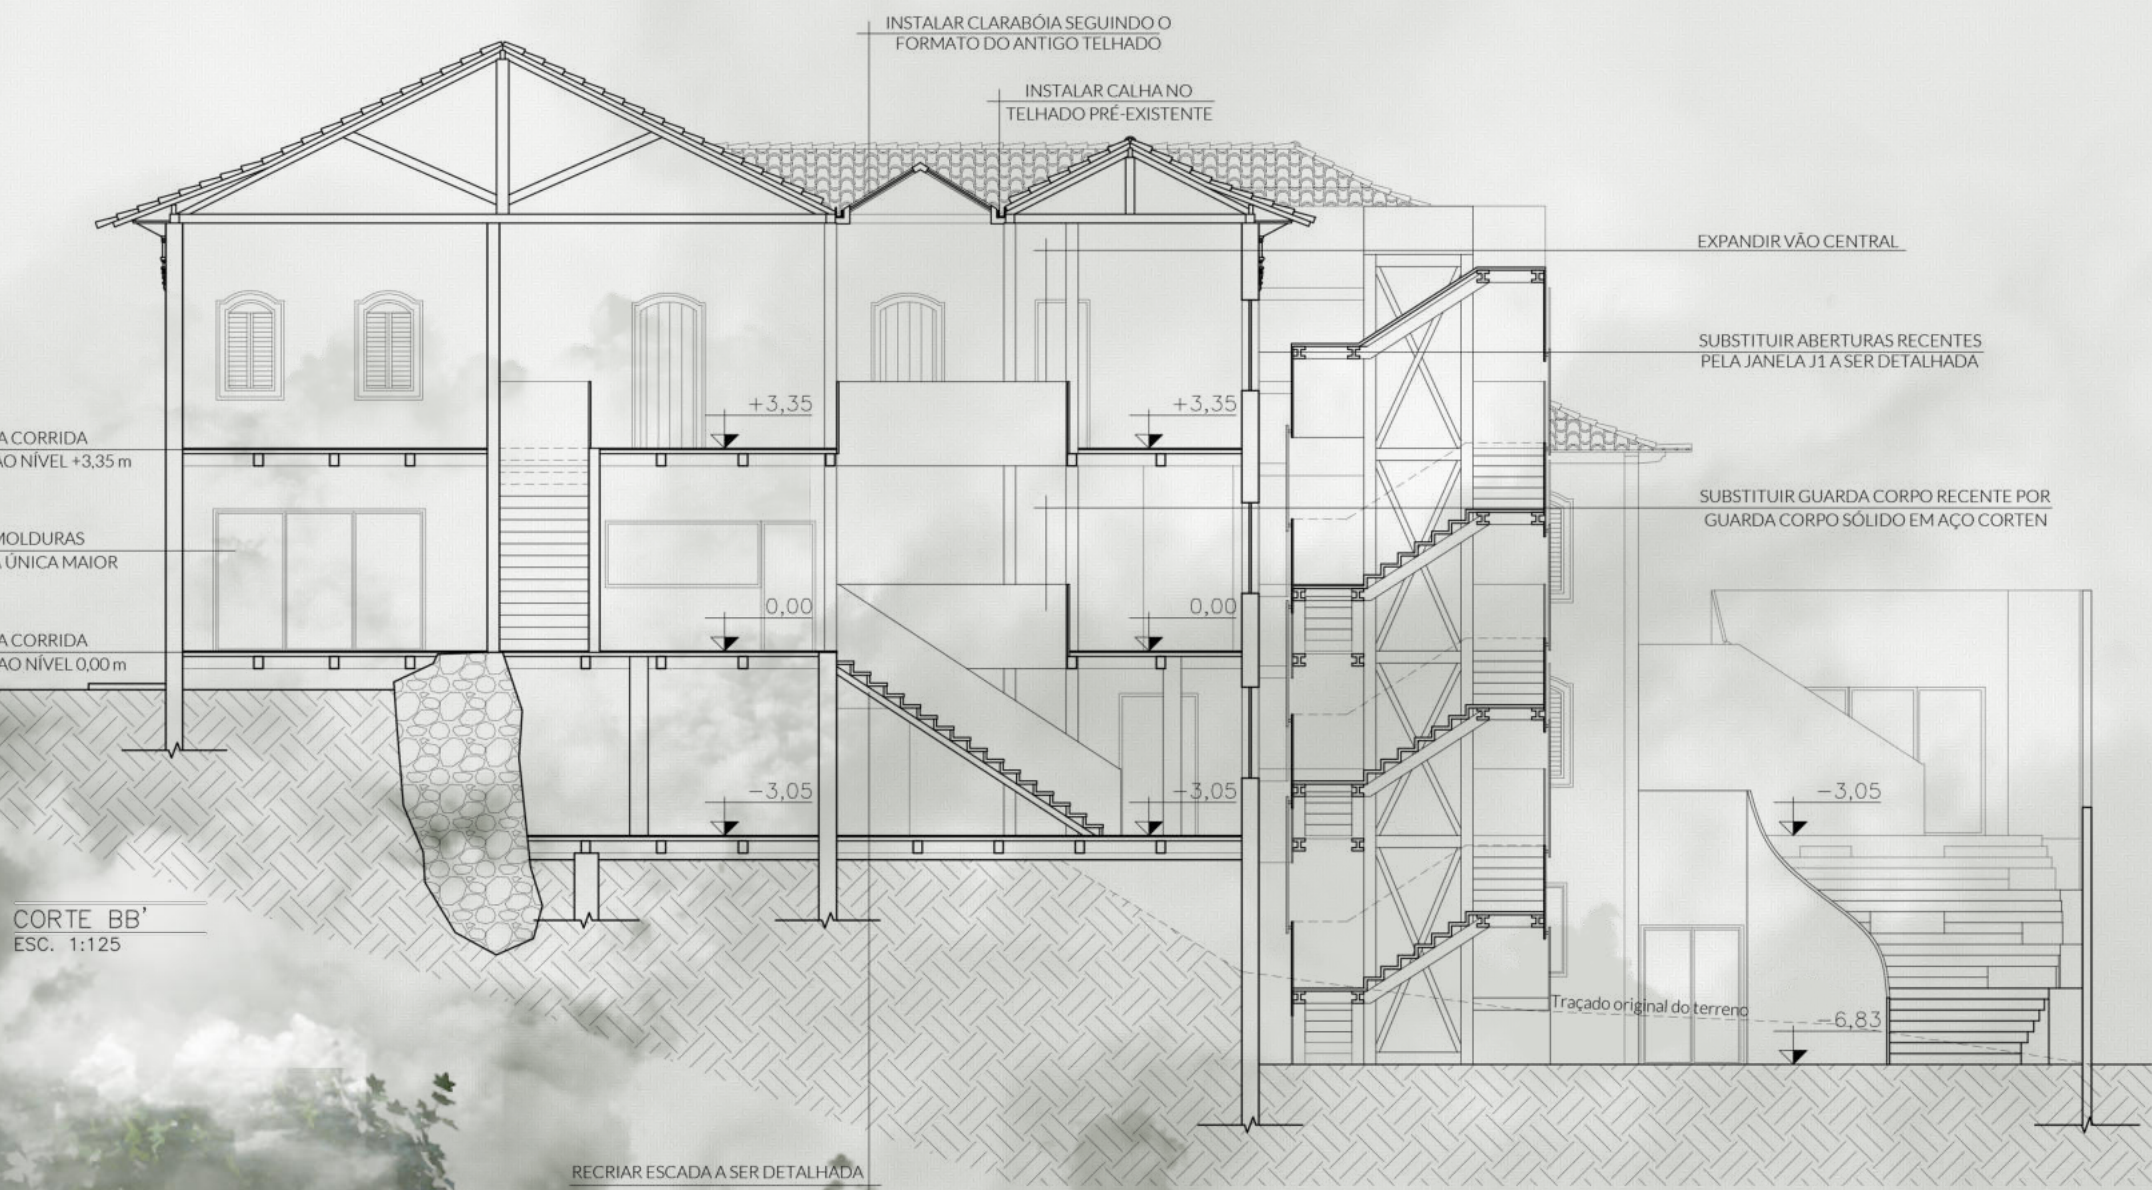 INSTALAR CLARABÓIA SEGUINDO O
FORMATO DO ANTIGO TELHADO
INSTALAR CALHA NO
TELHADO PRÉ-EXISTENTE
EXPANDIR VÃO CENTRAL
SUBSTITUIR ABERTURAS RECENTES
PELA JANELA J1 A SER DETALHADA
+3,35
+3,35
A CORRIDA
AO NÍVEL +3,35 m
SUBSTITUIR GUARDA CORPO RECENTE POR
GUARDA CORPO SÓLIDO EM AÇO CORTEN
MOLDURAS
ÚNICA MAIOR
0,00
0,00
A CORRIDA
AO NÍVEL 0,00 m
-3,05
-3,05
-3,05
CORTE BB'
ESC. 1:125
Traçado original do terreno
-6,83
RECRIAR ESCADA A SER DETALHADA